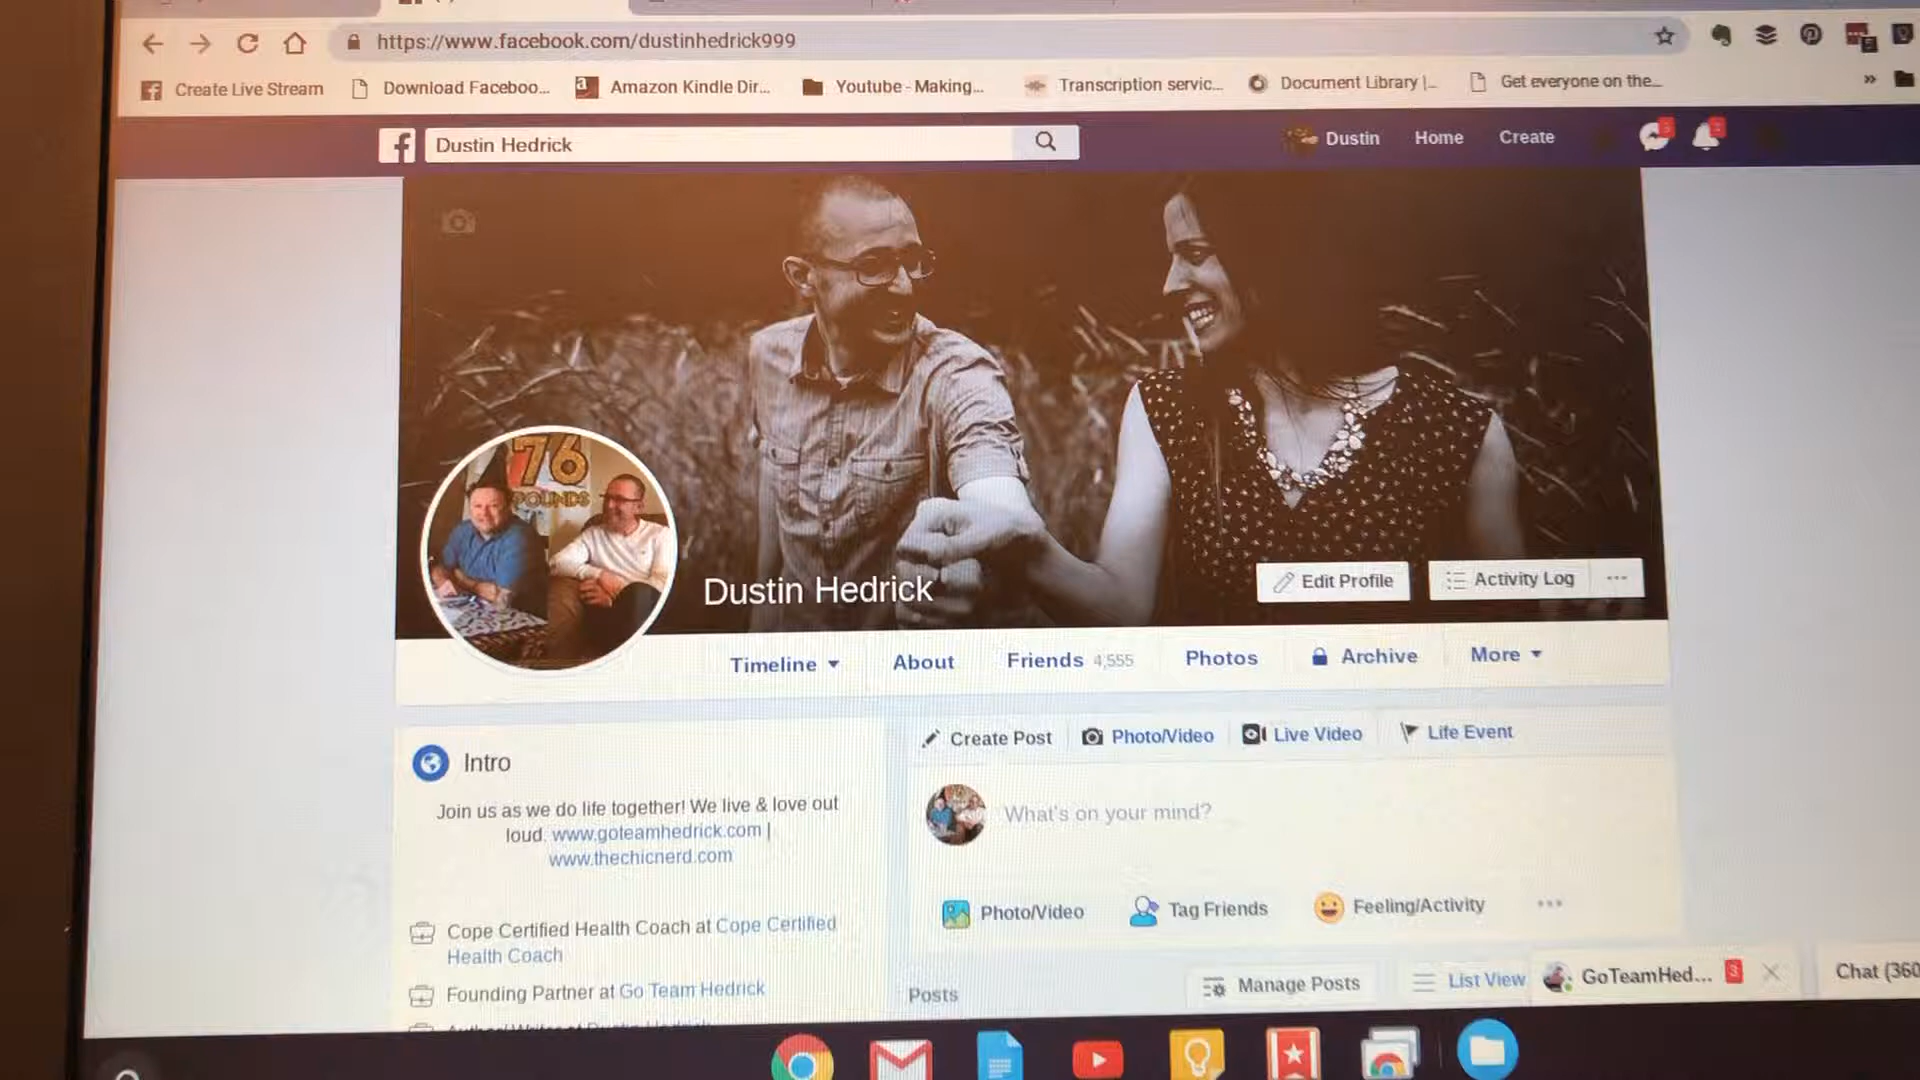 https://www.facebook.com/dustinhedrick999
Create Live Stream
Download Faceboo...
Amazon Kindle Dir...
Youtube - Making...
Transcription servic...
Document Library |...
Get everyone on the...
»
Dustin Hedrick
Dustin
Home
Create
76
POUNDS
Dustin Hedrick
Edit Profile
Activity Log
Timeline
About
Friends 4,555
Photos
Archive
More
Create Post
Photo/Video
Live Video
Life Event
Intro
Join us as we do life together! We live & love out
loud. www.goteamhedrick.com |
www.thechicnerd.com
What's on your mind?
Photo/Video
Tag Friends
Feeling/Activity
Cope Certified Health Coach at Cope Certified
Health Coach
Founding Partner at Go Team Hedrick
Posts
Manage Posts
List View
GoTeamHed...
3
Chat (360